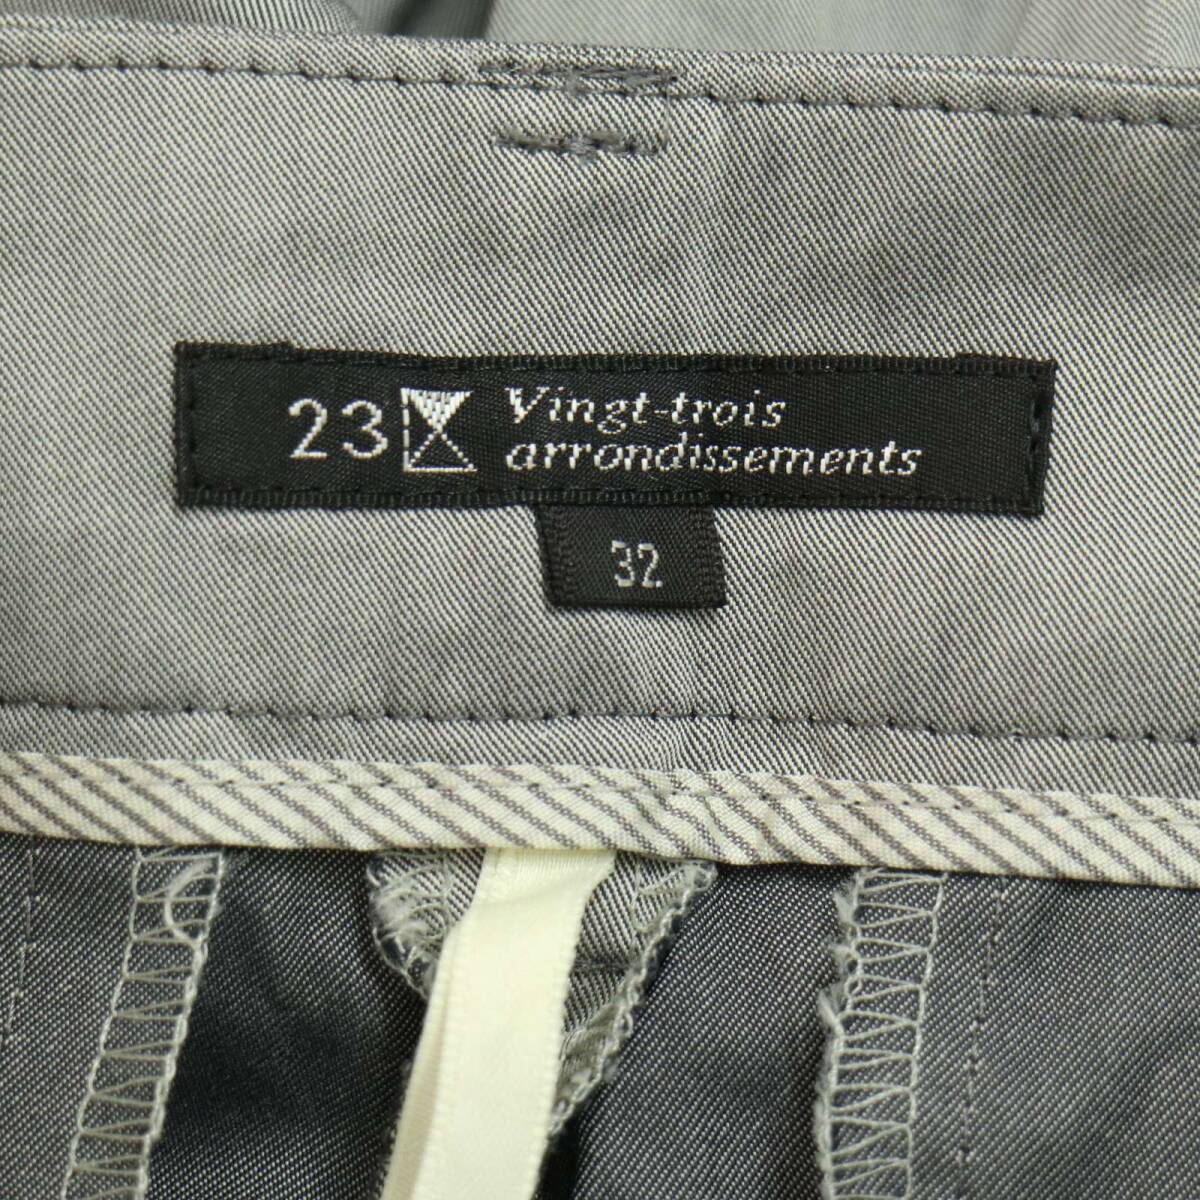 23 Vingt-trois
arrondissements
32